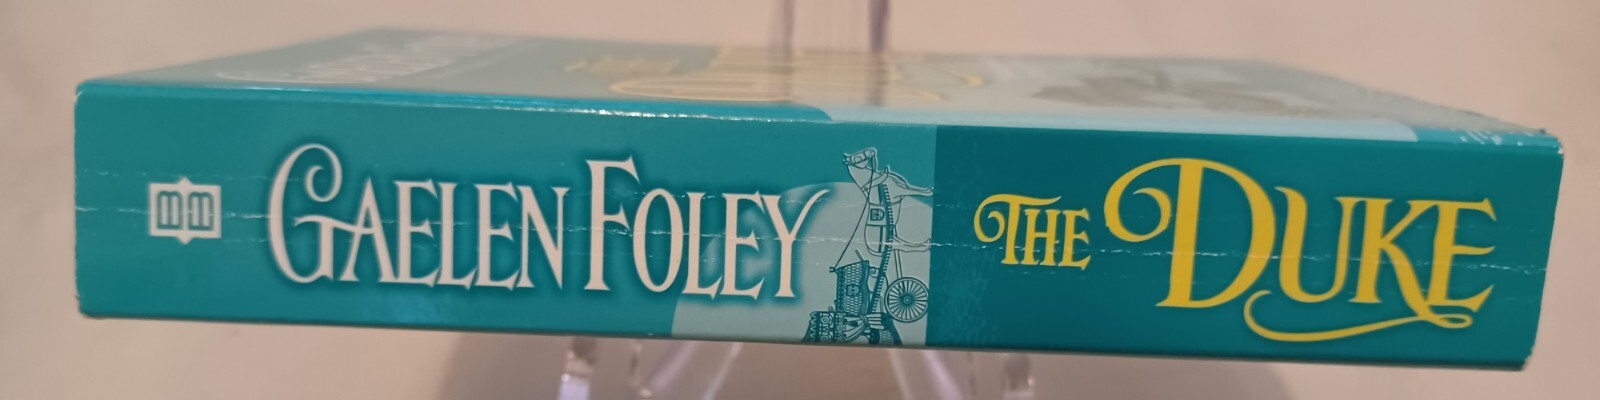 GAELEN FOLEY
THE DUKE